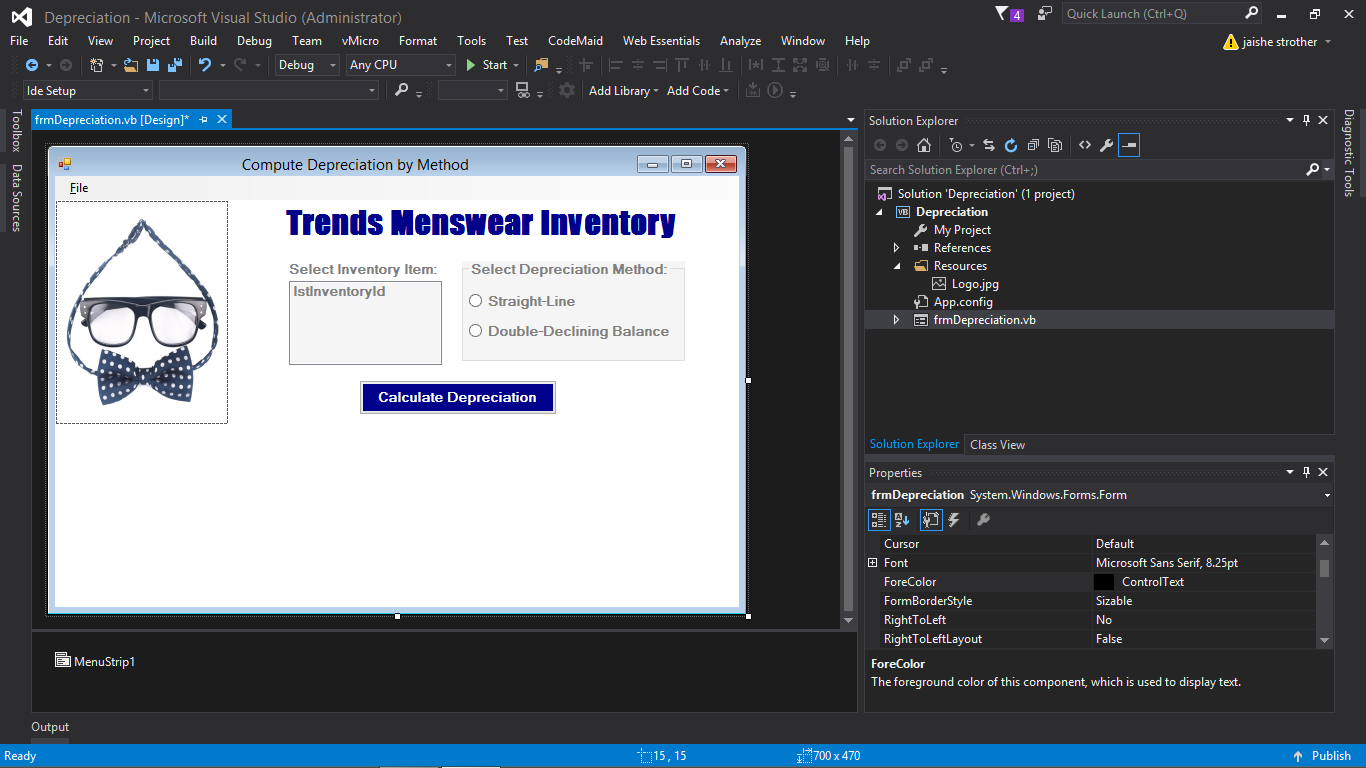 Depreciation - Microsoft Visual Studio (Administrator)
4
Quick Launch (Ctrl+Q)
File Edit View Project Build Debug Team vMicro Format Tools Test CodeMaid Web Essentials Analyze Window Help
jaishe strother
Debug Any CPU Start
Ide Setup Add Library Add Code
Toolbox
Data Sources
frmDepreciation.vb [Design]*
Compute Depreciation by Method
File
Trends Menswear Inventory
Select Inventory Item:
lstInventoryId
Select Depreciation Method:
Straight-Line
Double-Declining Balance
Calculate Depreciation
MenuStrip1
Solution Explorer
Search Solution Explorer (Ctrl+;)
Solution 'Depreciation' (1 project)
VB Depreciation
My Project
References
Resources
Logo.jpg
App.config
frmDepreciation.vb
Solution Explorer Class View
Diagnostic Tools
Properties
frmDepreciation System.Windows.Forms.Form
Cursor Default
Font Microsoft Sans Serif, 8.25pt
ForeColor ControlText
FormBorderStyle Sizable
RightToLeft No
RightToLeftLayout False
ForeColor
The foreground color of this component, which is used to display text.
Output
Ready 15 , 15 700 x 470 Publish